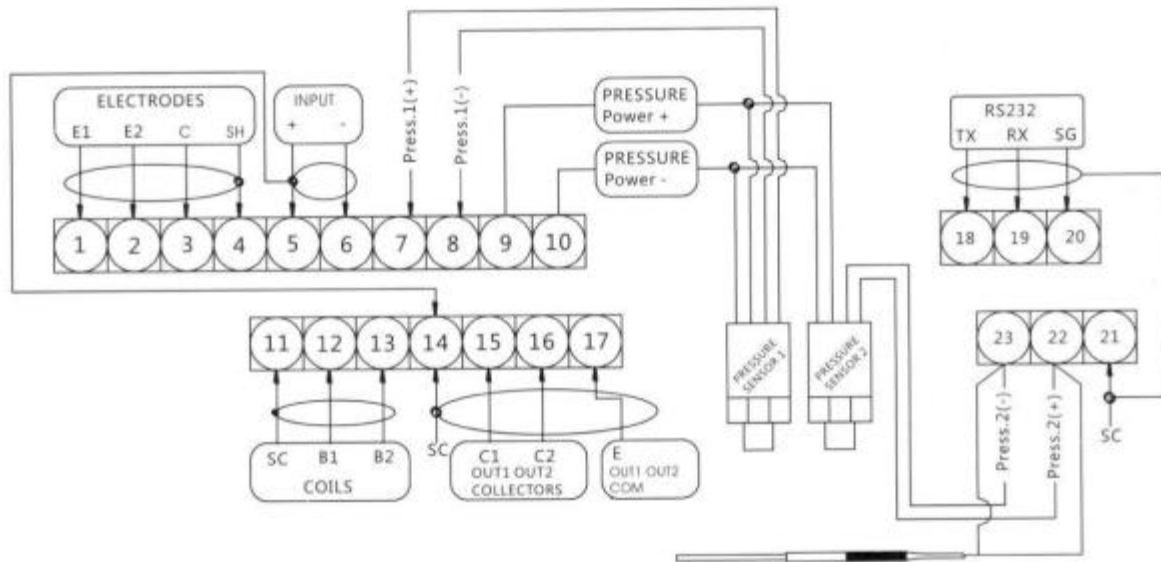 ELECTRODES
E1 E2 C SH
INPUT
+ -
Press.1(+)
Press.1(-)
PRESSURE
Power +
PRESSURE
Power -
RS232
TX RX SG
1 2 3 4 5 6 7 8 9 10
18 19 20
11 12 13 14 15 16 17
PRESSURE
SENSOR 1
PRESSURE
SENSOR 2
23 22 21
Press.2(-)
Press.2(+)
SC
SC B1 B2
COILS
SC
C1 C2
OUT1 OUT2
COLLECTORS
E
OUT1 OUT2
COM